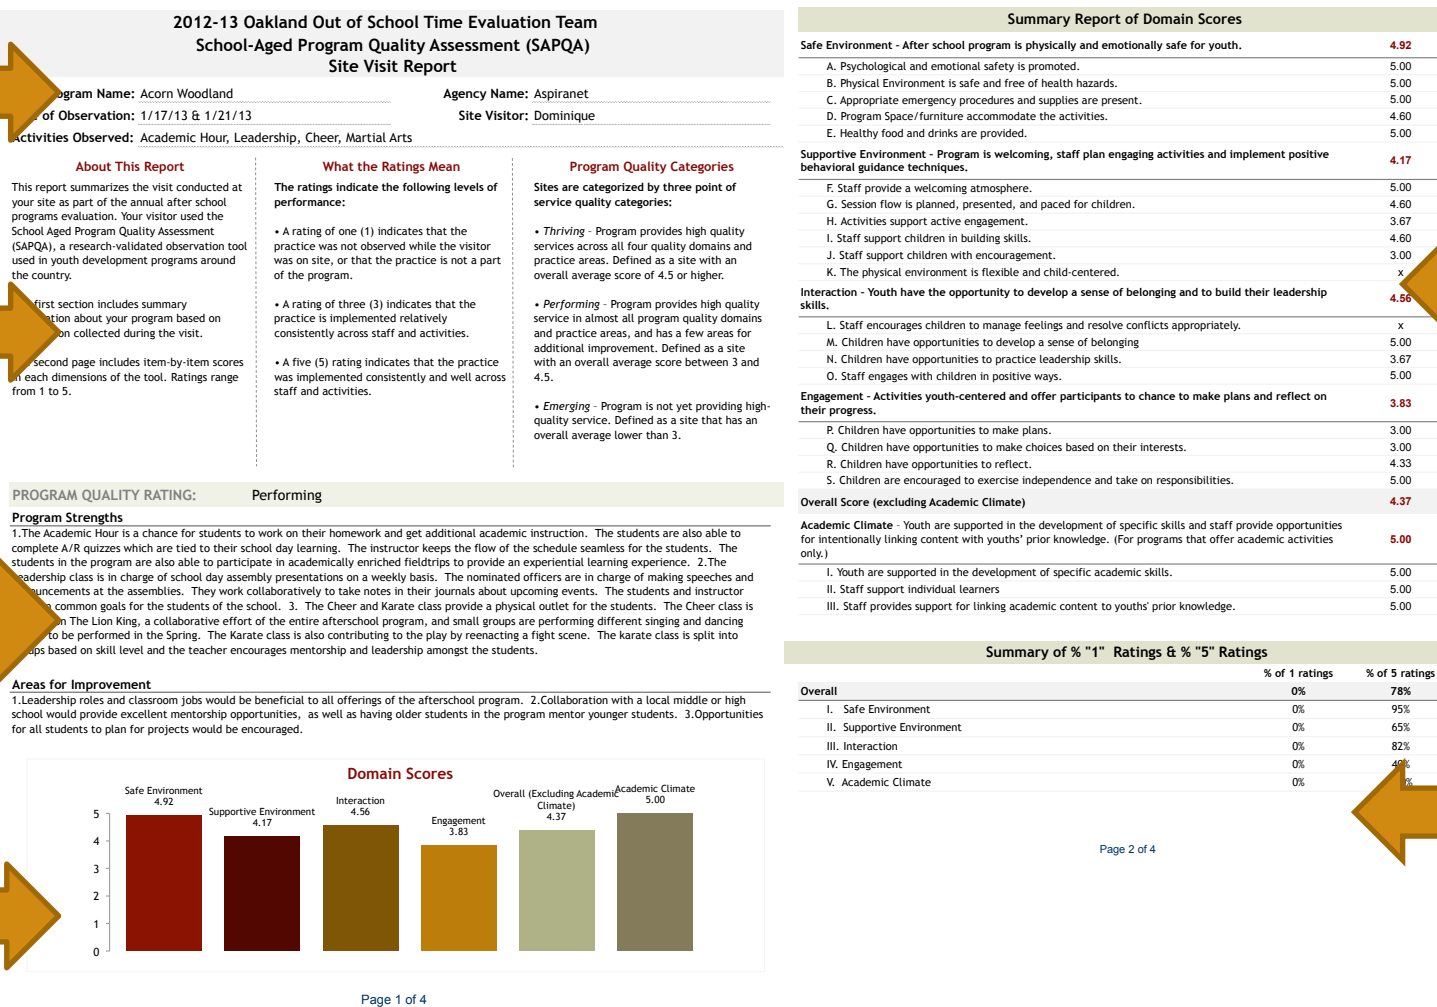 2012-13 Oakland Out of School Time Evaluation Team
School-Aged Program Quality Assessment (SAPQA)
Site Visit Report
gram Name: Acorn Woodland
Agency Name: Aspiranet
of Observation: 1/17/13 & 1/21/13
Site Visitor: Dominique
Activities Observed: Academic Hour, Leadership, Cheer, Martial Arts
About This Report
This report summarizes the visit conducted at
your site as part of the annual after school
programs evaluation. Your visitor used the
School Aged Program Quality Assessment
(SAPQA), a research-validated observation tool
used in youth development programs around
the country.
first section includes summary
about your program based on
collected during the visit.
second page includes item-by-item scores
each dimensions of the tool. Ratings range
from 1 to 5.
What the Ratings Mean
The ratings indicate the following levels of
performance:
• A rating of one (1) indicates that the
practice was not observed while the visitor
was on site, or that the practice is not a part
of the program.
• A rating of three (3) indicates that the
practice is implemented relatively
consistently across staff and activities.
• A five (5) rating indicates that the practice
was implemented consistently and well across
staff and activities.
Program Quality Categories
Sites are categorized by three point of
service quality categories:
• Thriving – Program provides high quality
services across all four quality domains and
practice areas. Defined as a site with an
overall average score of 4.5 or higher.
• Performing – Program provides high quality
service in almost all program quality domains
and practice areas, and has a few areas for
additional improvement. Defined as a site
with an overall average score between 3 and
4.5.
• Emerging – Program is not yet providing high-
quality service. Defined as a site that has an
overall average lower than 3.
PROGRAM QUALITY RATING: Performing
Program Strengths
1.The Academic Hour is a chance for students to work on their homework and get additional academic instruction. The students are also able to
complete A/R quizzes which are tied to their school day learning. The instructor keeps the flow of the schedule seamless for the students. The
students in the program are also able to participate in academically enriched fieldtrips to provide an experiential learning experience. 2.The
eadership class is in charge of school day assembly presentations on a weekly basis. The nominated officers are in charge of making speeches and
uncements at the assemblies. They work collaboratively to take notes in their journals about upcoming events. The students and instructor
common goals for the students of the school. 3. The Cheer and Karate class provide a physical outlet for the students. The Cheer class is
n The Lion King, a collaborative effort of the entire afterschool program, and small groups are performing different singing and dancing
to be performed in the Spring. The Karate class is also contributing to the play by reenacting a fight scene. The karate class is split into
ups based on skill level and the teacher encourages mentorship and leadership amongst the students.
Areas for Improvement
1.Leadership roles and classroom jobs would be beneficial to all offerings of the afterschool program. 2.Collaboration with a local middle or high
school would provide excellent mentorship opportunities, as well as having older students in the program mentor younger students. 3.Opportunities
for all students to plan for projects would be encouraged.
Domain Scores
Safe Environment
4.92
Supportive Environment
4.17
Interaction
4.56
Engagement
3.83
Overall (Excluding Academic
Climate)
4.37
Academic Climate
5.00
5
4
3
2
1
0
Page 1 of 4
Summary Report of Domain Scores
Safe Environment – After school program is physically and emotionally safe for youth. 4.92
A. Psychological and emotional safety is promoted. 5.00
B. Physical Environment is safe and free of health hazards. 5.00
C. Appropriate emergency procedures and supplies are present. 5.00
D. Program Space/furniture accommodate the activities. 4.60
E. Healthy food and drinks are provided. 5.00
Supportive Environment – Program is welcoming, staff plan engaging activities and implement positive
behavioral guidance techniques. 4.17
F. Staff provide a welcoming atmosphere. 5.00
G. Session flow is planned, presented, and paced for children. 4.60
H. Activities support active engagement. 3.67
I. Staff support children in building skills. 4.60
J. Staff support children with encouragement. 3.00
K. The physical environment is flexible and child-centered. x
Interaction – Youth have the opportunity to develop a sense of belonging and to build their leadership
skills. 4.56
L. Staff encourages children to manage feelings and resolve conflicts appropriately. x
M. Children have opportunities to develop a sense of belonging 5.00
N. Children have opportunities to practice leadership skills. 3.67
O. Staff engages with children in positive ways. 5.00
Engagement – Activities youth-centered and offer participants to chance to make plans and reflect on
their progress. 3.83
P. Children have opportunities to make plans. 3.00
Q. Children have opportunities to make choices based on their interests. 3.00
R. Children have opportunities to reflect. 4.33
S. Children are encouraged to exercise independence and take on responsibilities. 5.00
Overall Score (excluding Academic Climate) 4.37
Academic Climate – Youth are supported in the development of specific skills and staff provide opportunities
for intentionally linking content with youths' prior knowledge. (For programs that offer academic activities
only.) 5.00
I. Youth are supported in the development of specific academic skills. 5.00
II. Staff support individual learners 5.00
III. Staff provides support for linking academic content to youths' prior knowledge. 5.00
Summary of % "1" Ratings & % "5" Ratings
% of 1 ratings % of 5 ratings
Overall 0% 78%
I. Safe Environment 0% 95%
II. Supportive Environment 0% 65%
III. Interaction 0% 82%
IV. Engagement 0%
V. Academic Climate 0%
Page 2 of 4